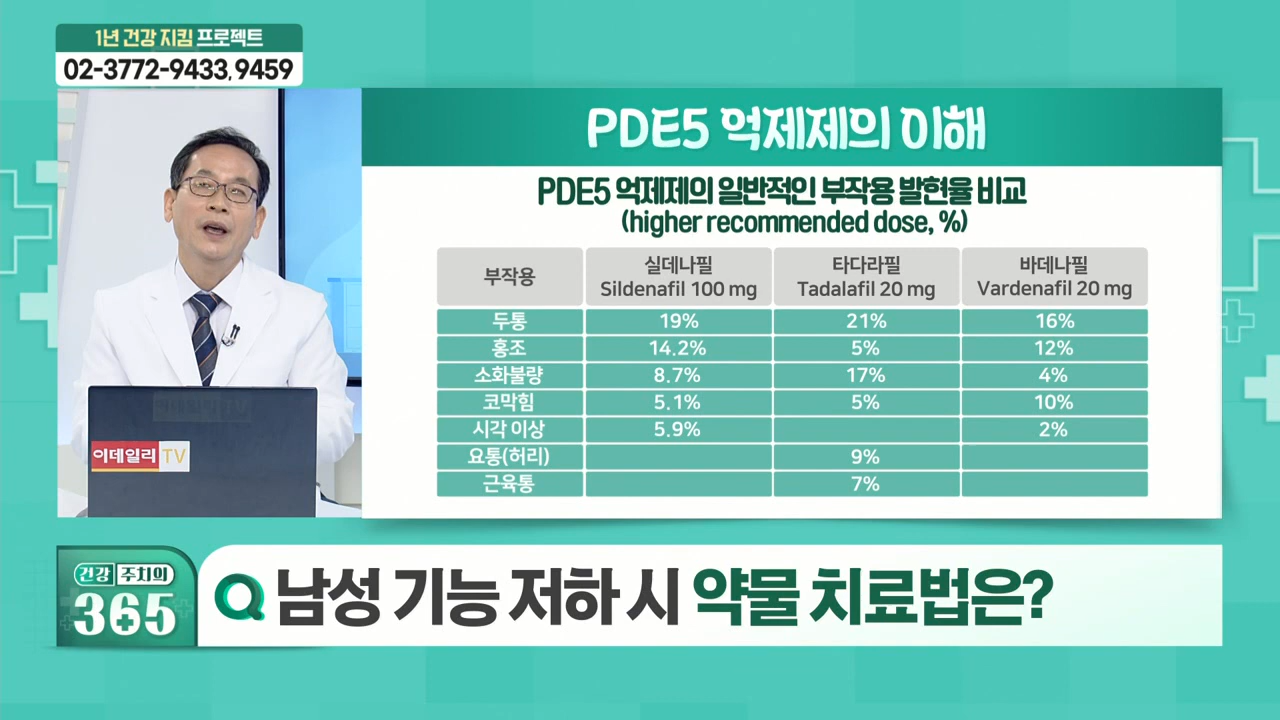 1년 건강 지킴 프로젝트
02-3772-9433, 9459
PDE5 억제제의 이해
PDE5 억제제의 일반적인 부작용 발현율 비교
(higher recommended dose, %)
부작용 실데나필 Sildenafil 100 mg 타다라필 Tadalafil 20 mg 바데나필 Vardenafil 20 mg
두통 19% 21% 16%
홍조 14.2% 5% 12%
소화불량 8.7% 17% 4%
코막힘 5.1% 5% 10%
시각 이상 5.9% 2%
요통(허리) 9%
근육통 7%
이데일리 TV
이데일리 TV
건강 주치의
365
Q 남성 기능 저하 시 약물 치료법은?